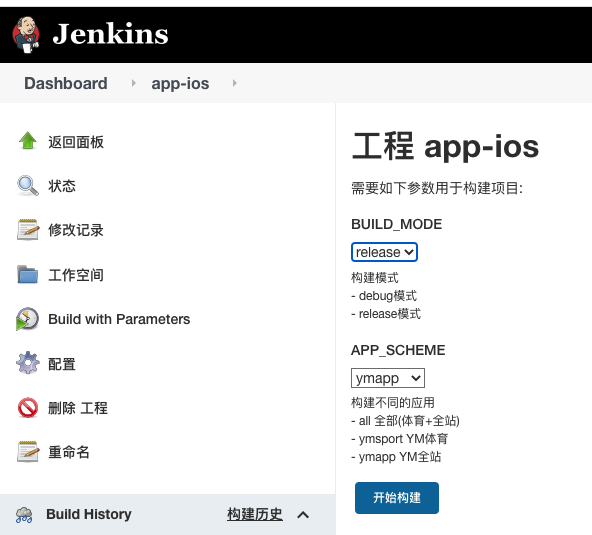 Jenkins
Dashboard
app-ios
返回面板
状态
修改记录
工作空间
Build with Parameters
配置
删除 工程
重命名
Build History
构建历史
工程 app-ios
需要如下参数用于构建项目:
BUILD_MODE
release
构建模式
- debug模式
- release模式
APP_SCHEME
ymapp
构建不同的应用
- all 全部(体育+全站)
- ymsport YM体育
- ymapp YM全站
开始构建